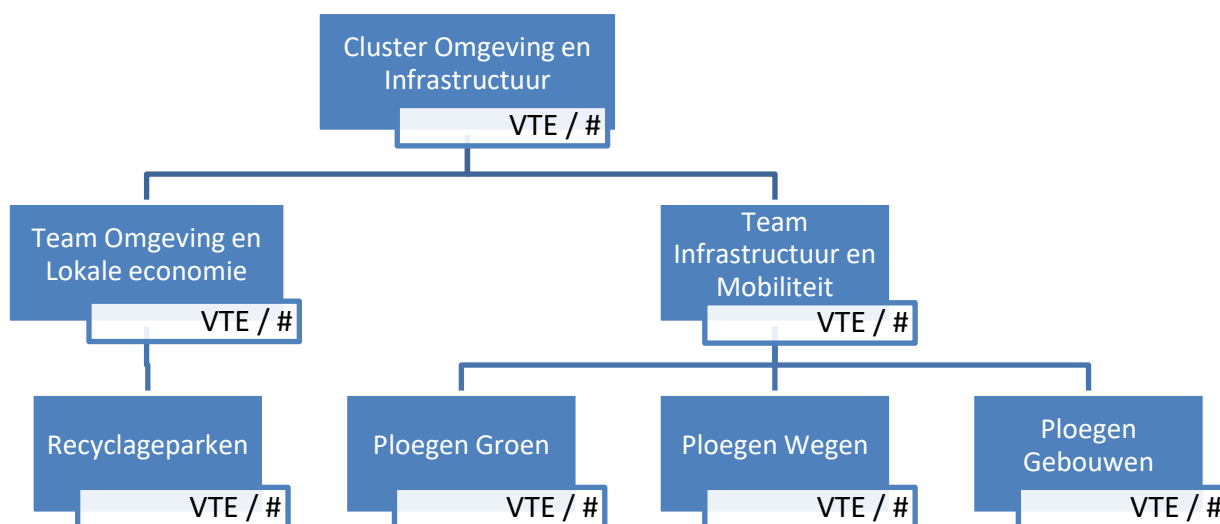 Cluster Omgeving en
Infrastructuur
VTE / #
Team Omgeving en
Lokale economie
VTE / #
Team
Infrastructuur en
Mobiliteit
VTE / #
Recyclageparken
VTE / #
Ploegen Groen
VTE / #
Ploegen Wegen
VTE / #
Ploegen
Gebouwen
VTE / #